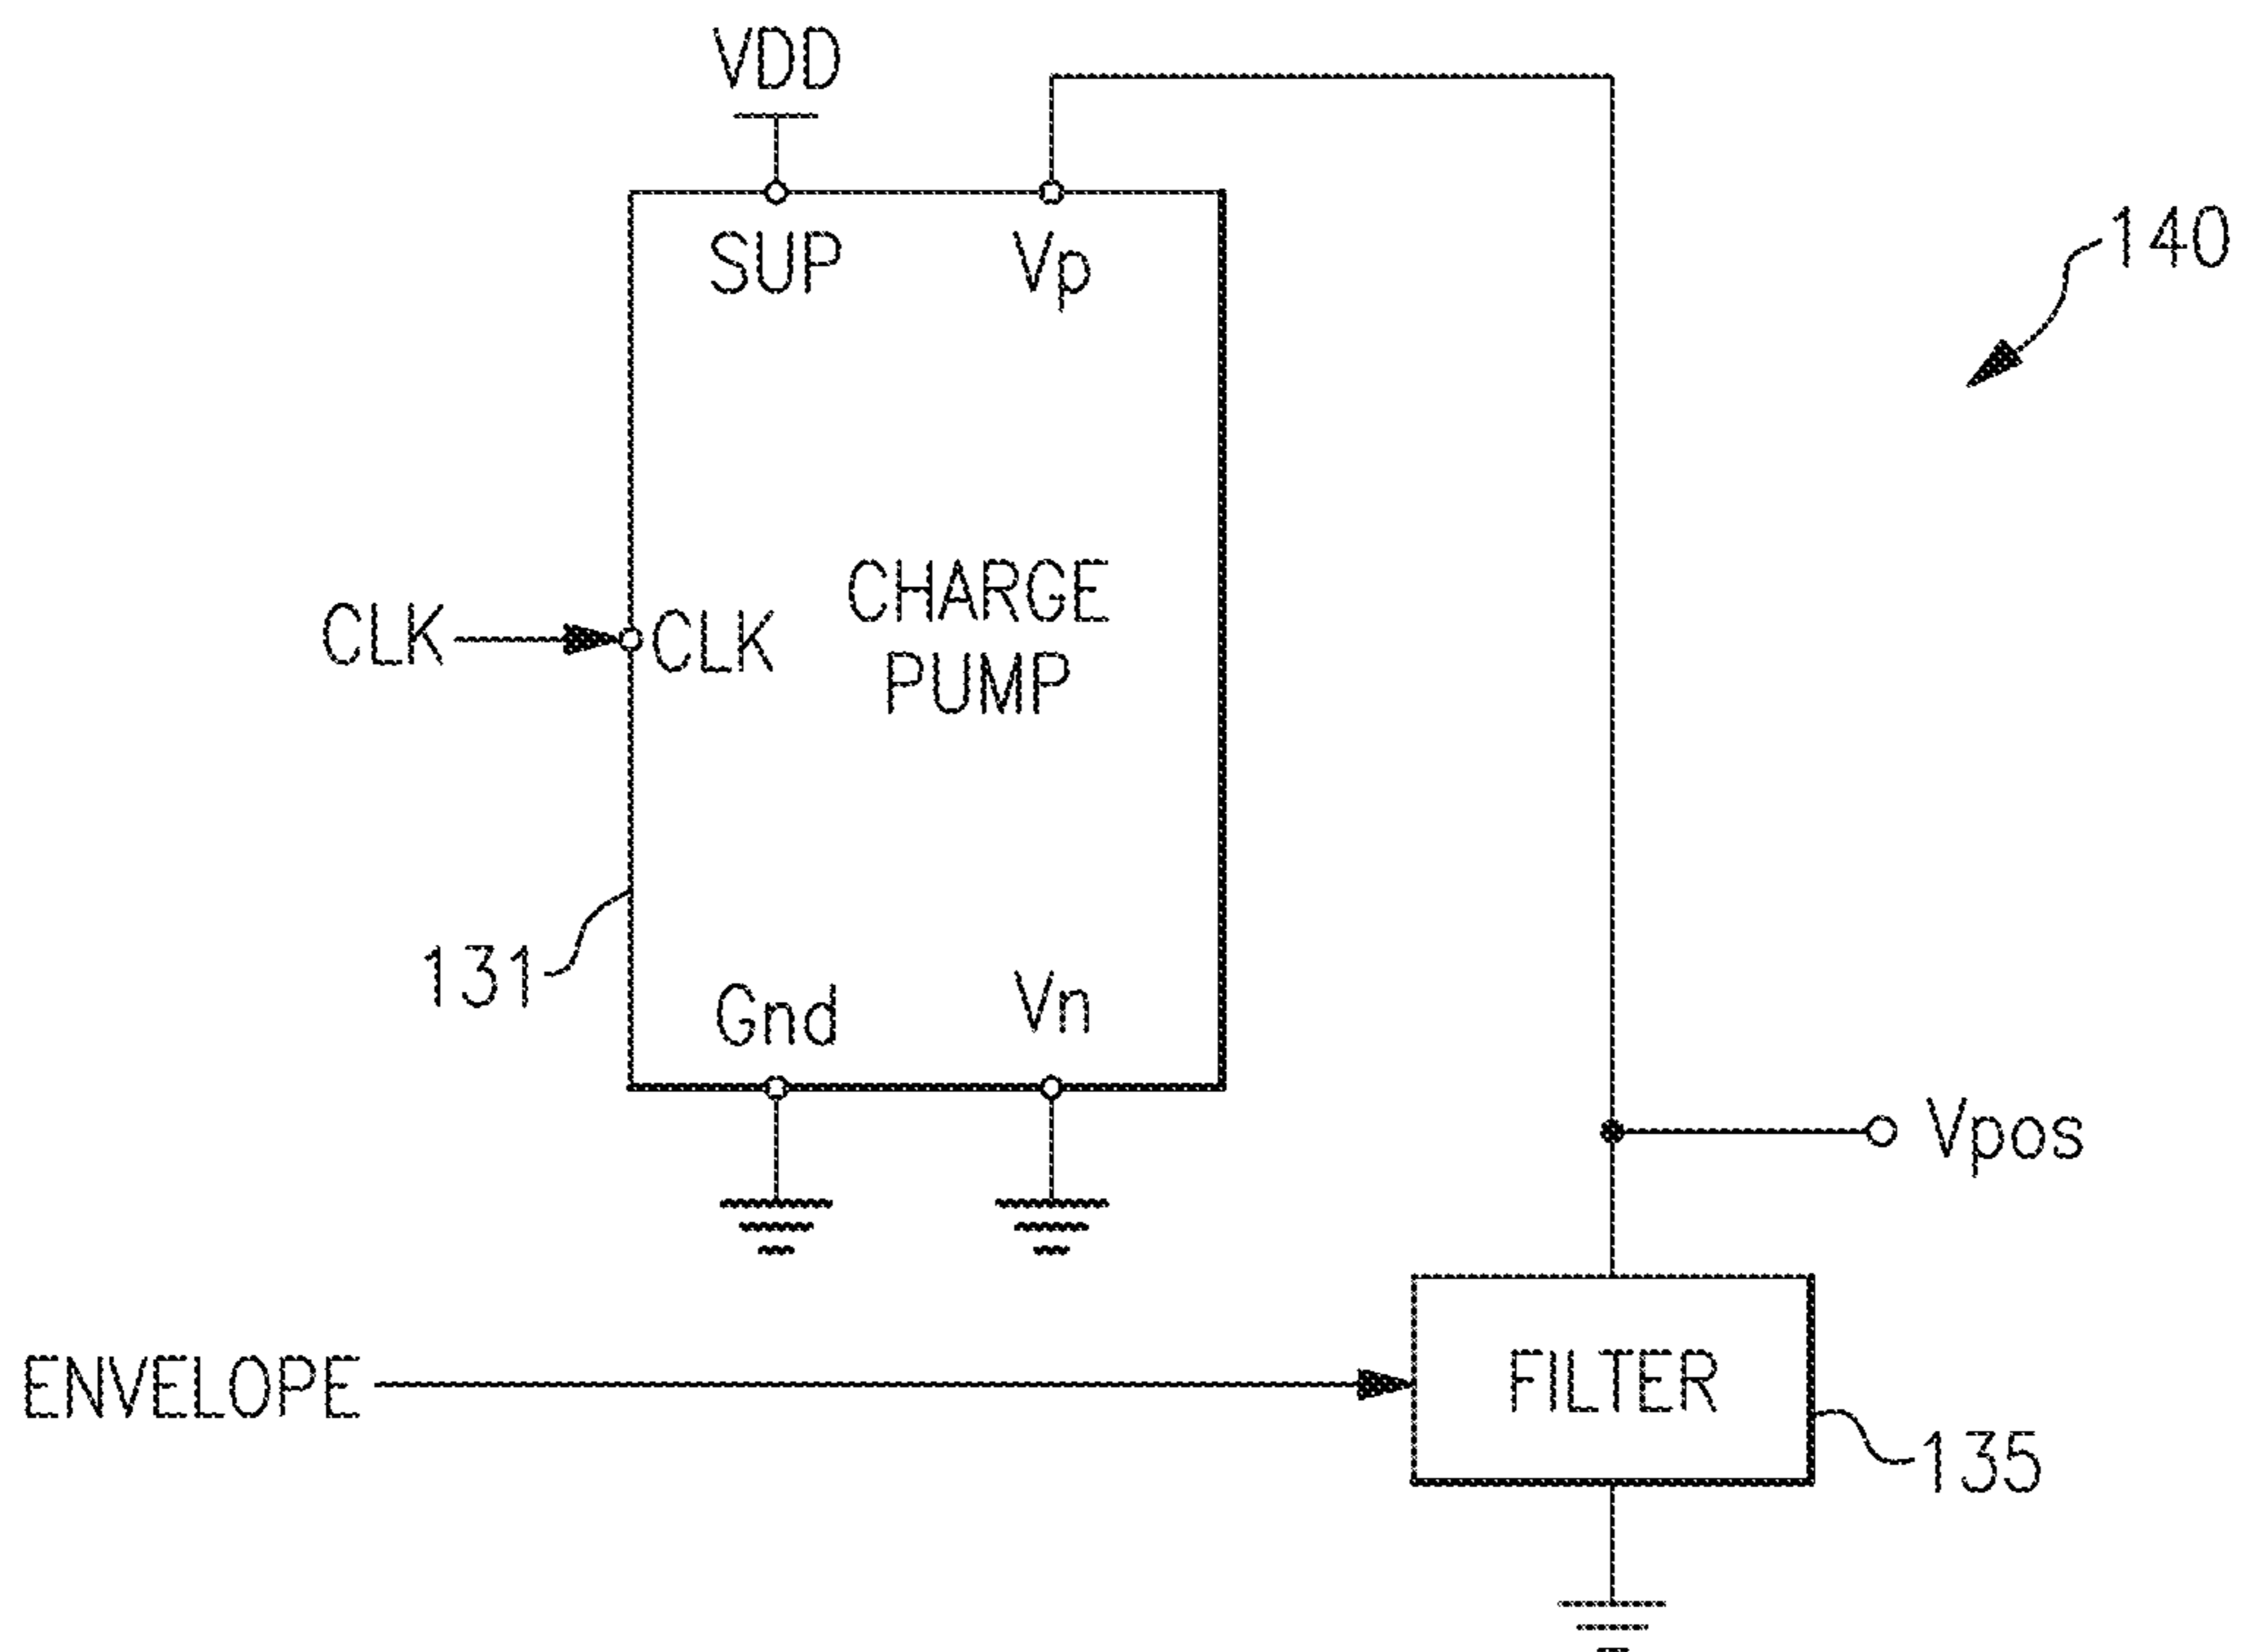 VDD
SUP
Vp
140
CLK
CLK
CHARGE
PUMP
131
Gnd
Vn
Vpos
ENVELOPE
FILTER
135